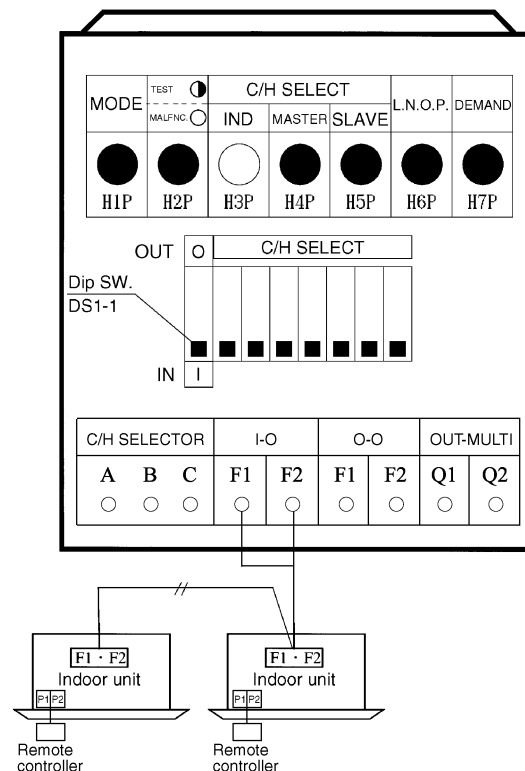 MODE TEST MALFNC. C/H SELECT L.N.O.P. DEMAND
IND MASTER SLAVE
H1P H2P H3P H4P H5P H6P H7P
OUT O C/H SELECT
Dip SW.
DS1-1
IN I
C/H SELECTOR I-O O-O OUT-MULTI
A B C F1 F2 F1 F2 Q1 Q2
F1・F2 F1・F2
Indoor unit Indoor unit
P1 P2 P1 P2
Remote controller Remote controller